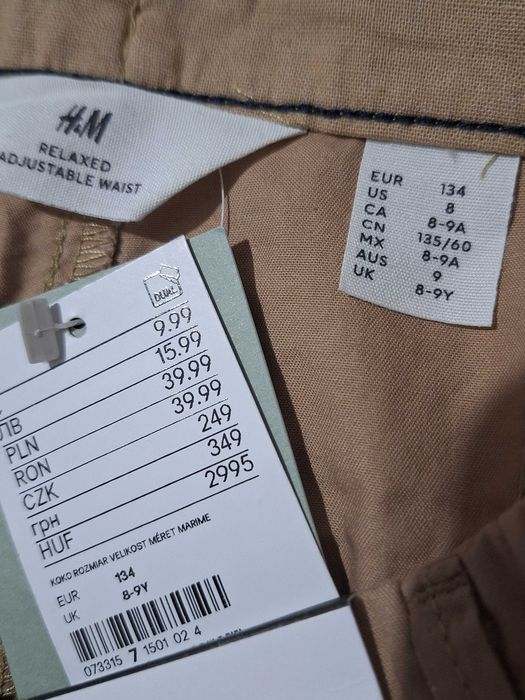 H&M
RELAXED
ADJUSTABLE WAIST
EUR 134
US 8
CA 8-9A
CN 135/60
MX 8-9A
AUS 9
UK 8-9Y
DUAL
9.99
ЛВ 15.99
PLN 39.99
RON 39.99
CZK 249
грн 349
HUF 2995
KOKO ROZMIAR VELIKOST MÉRET MARIME
EUR 134
UK 8-9Y
073315 7 1501 02 4